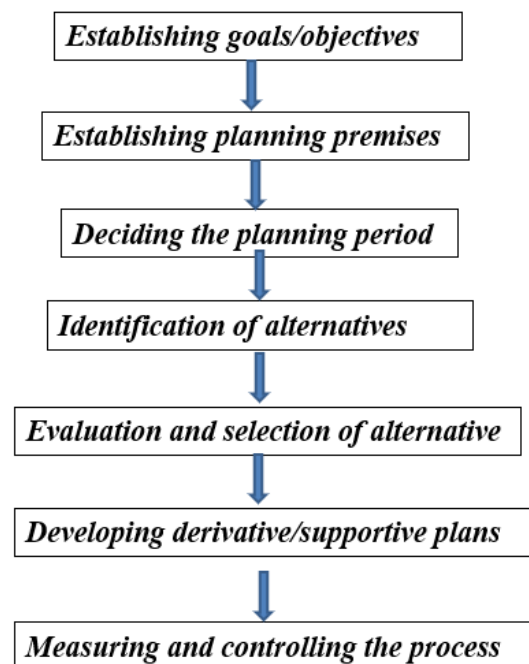 Establishing goals/objectives
Establishing planning premises
Deciding the planning period
Identification of alternatives
Evaluation and selection of alternative
Developing derivative/supportive plans
Measuring and controlling the process